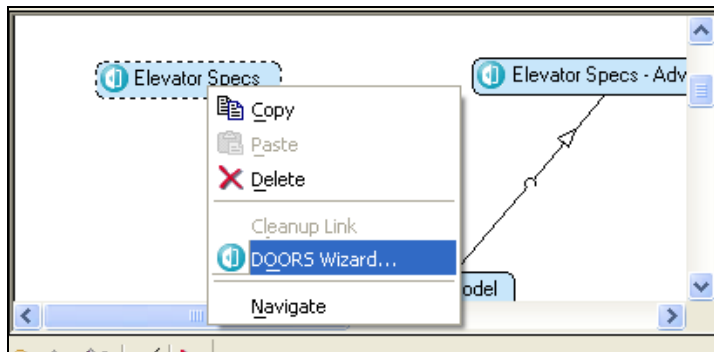 Elevator Specs
Elevator Specs - Adv
Copy
Paste
Delete
Cleanup Link
DOORS Wizard...
odel
Navigate